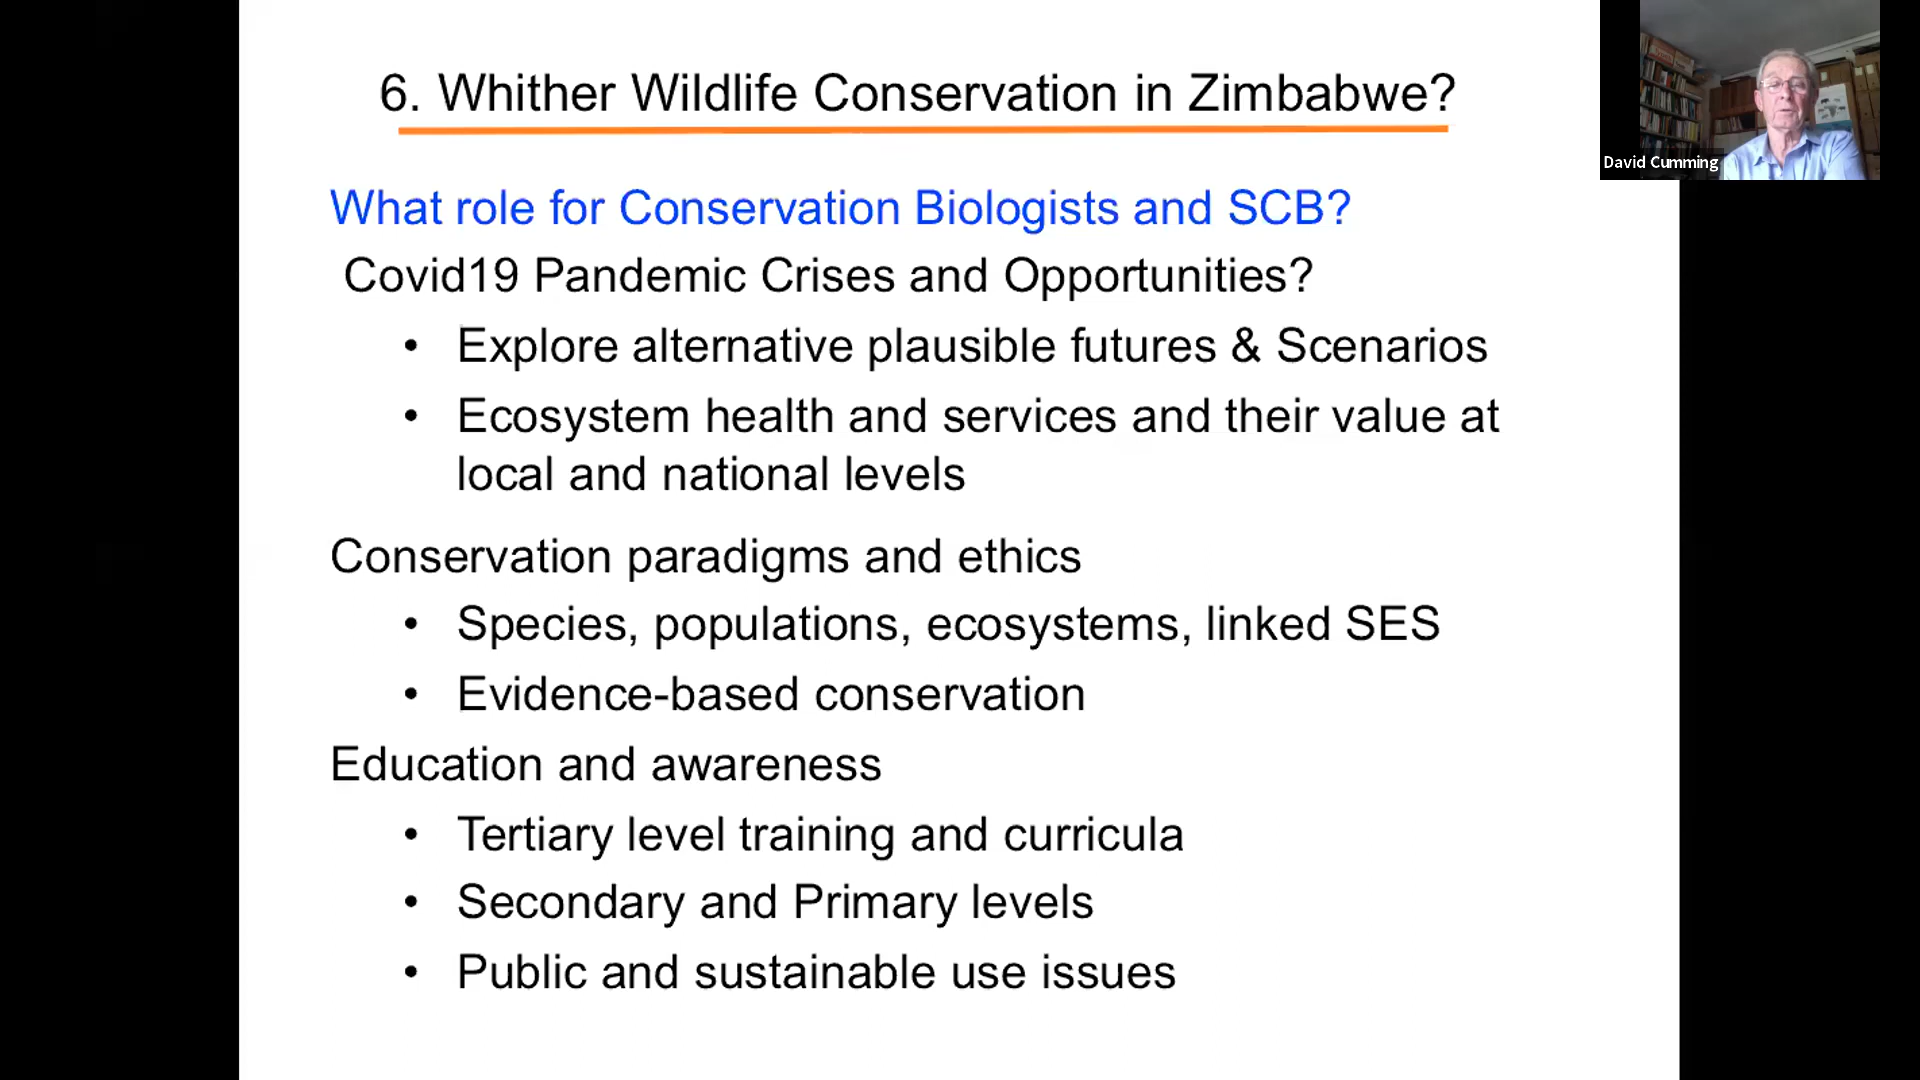 6. Whither Wildlife Conservation in Zimbabwe?
David Cumming
What role for Conservation Biologists and SCB?
Covid19 Pandemic Crises and Opportunities?
• Explore alternative plausible futures & Scenarios
• Ecosystem health and services and their value at
local and national levels
Conservation paradigms and ethics
• Species, populations, ecosystems, linked SES
• Evidence-based conservation
Education and awareness
• Tertiary level training and curricula
• Secondary and Primary levels
• Public and sustainable use issues